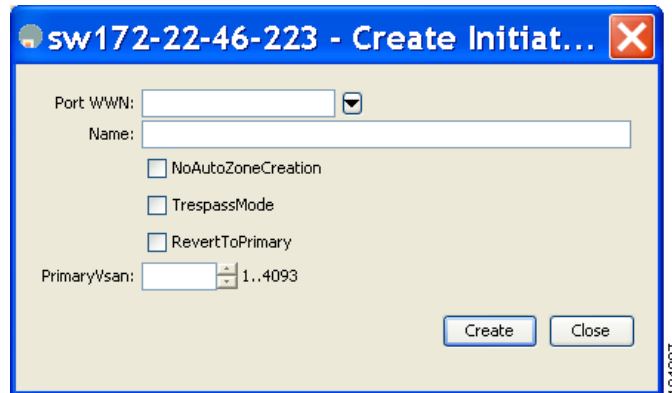 sw172-22-46-223 - Create Initiat...
Port WWN:
Name:
NoAutoZoneCreation
TrespassMode
RevertToPrimary
PrimaryVsan: 1..4093
Create Close